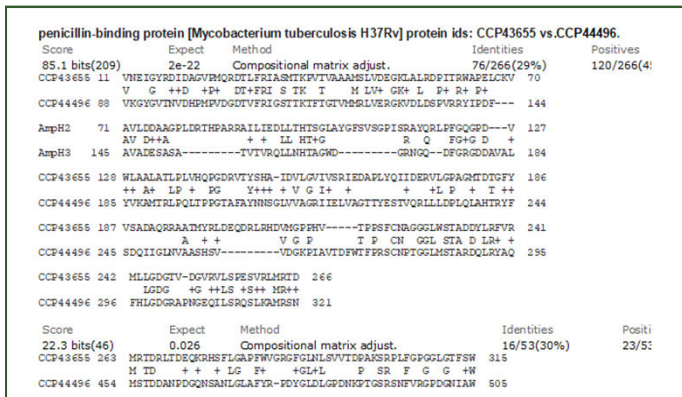 penicillin-binding protein [Mycobacterium tuberculosis H37Rv] protein ids: CCP43655 vs.CCP44496.
Score Expect Method Identities Positives
85.1 bits(209) 2e-22 Compositional matrix adjust. 76/266(29%) 120/266(4
CCP43655 11 VNEIGYRDIDAGVPMQRDTLFRIASMTKPVTVAAAMSLVDEGKLALRDPITRWAPELCKV 70
V G ++D +P+ DT+FRI S TK T M LV+ GK+ L P+ R+ P+
CCP44496 88 VKGYGVTNVDHPMPVDGDTVFRIGSTTKTFTGTVMMRLVERGKVDLDSPVRRYIPDF--- 144
AmpH2 71 AVLDDAAGPLDRTHPARRAILIEDLLTHTSGLAYGFSVSGPISRAYQRLPFGQGPD--V 127
AV D++A + + LL HT+G R Q FG+G D +
AmpH3 145 AVADESASA---------TVTVRQLLNHTAGWD--------GRNGQ--DFGRGDDAVAL 184
CCP43655 128 WLAALATLPLVHQPGDRVTYSHA-IDVLGVIVSRIEDAPLYQIIDERVLGPAGMTDTGFY 186
++ A+ LP + PG Y+++ + V G I+ + + +LP + T ++
CCP44496 185 YVKAMTRLPQLTPPGTAFAYNNSGLVVAGRIIELVAGTTYESTVQRLLLDPLQLAHTRYF 244
CCP43655 187 VSADAQRRAATMYRLDEQDRLRHDVMGPPHV-----TPPSFCNAGGGLWSTADDYLRFVR 241
A + + V G P T P CN GGL STA D LR+ +
CCP44496 245 SDQIIGLNVAASHSV---------VDGKPIAVTDFWTFPRSCNPTGGLMSTARDQLRYAQ 295
CCP43655 242 MLLGDGTV-DGVRVLSPESVRLMRTD 266
LGDG +G ++LS +S++ MR++
CCP44496 296 FHLGDGRAPNGEQILSRQSLKAMRSN 321
Score Expect Method Identities Positi
22.3 bits(46) 0.026 Compositional matrix adjust. 16/53(30%) 23/53
CCP43655 263 MRTDRLTDEQKRHSFLGAPFWVGRGFGLNLSVVTDPAKSRPLFGPGGLGTFSW 315
M TD + + + LG F+ +GL+L P SR F G G +W
CCP44496 454 MSTDDANPDGQNSANLGLAFYR-PDYGLDLGPDNKPTGSRSNFVRGPDGNIAW 505